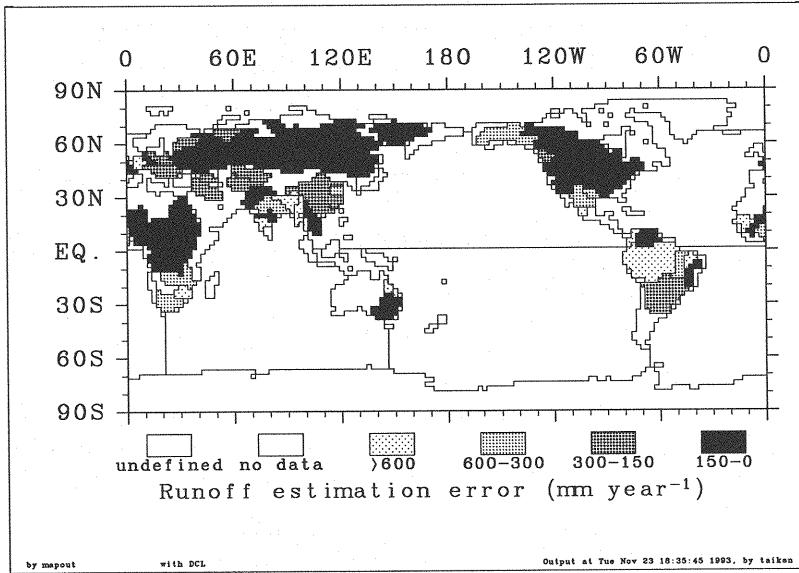 0 60E 120E 180 120W 60W 0
90N
60N
30N
EQ.
30S
60S
90S
undefined no data >600 600-300 300-150 150-0
Runoff estimation error (mm year⁻¹)
by mapout with DCL Output at Tue Nov 23 18:35:45 1993, by taiken